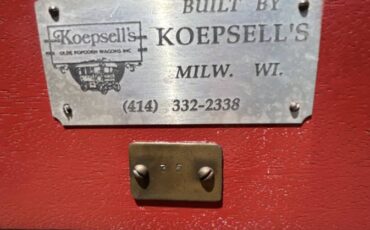 Koepsell's
OLDE POPCORN WAGONS INC.
BUILT BY
KOEPSELL'S
MILW. WI.
(414) 332-2338